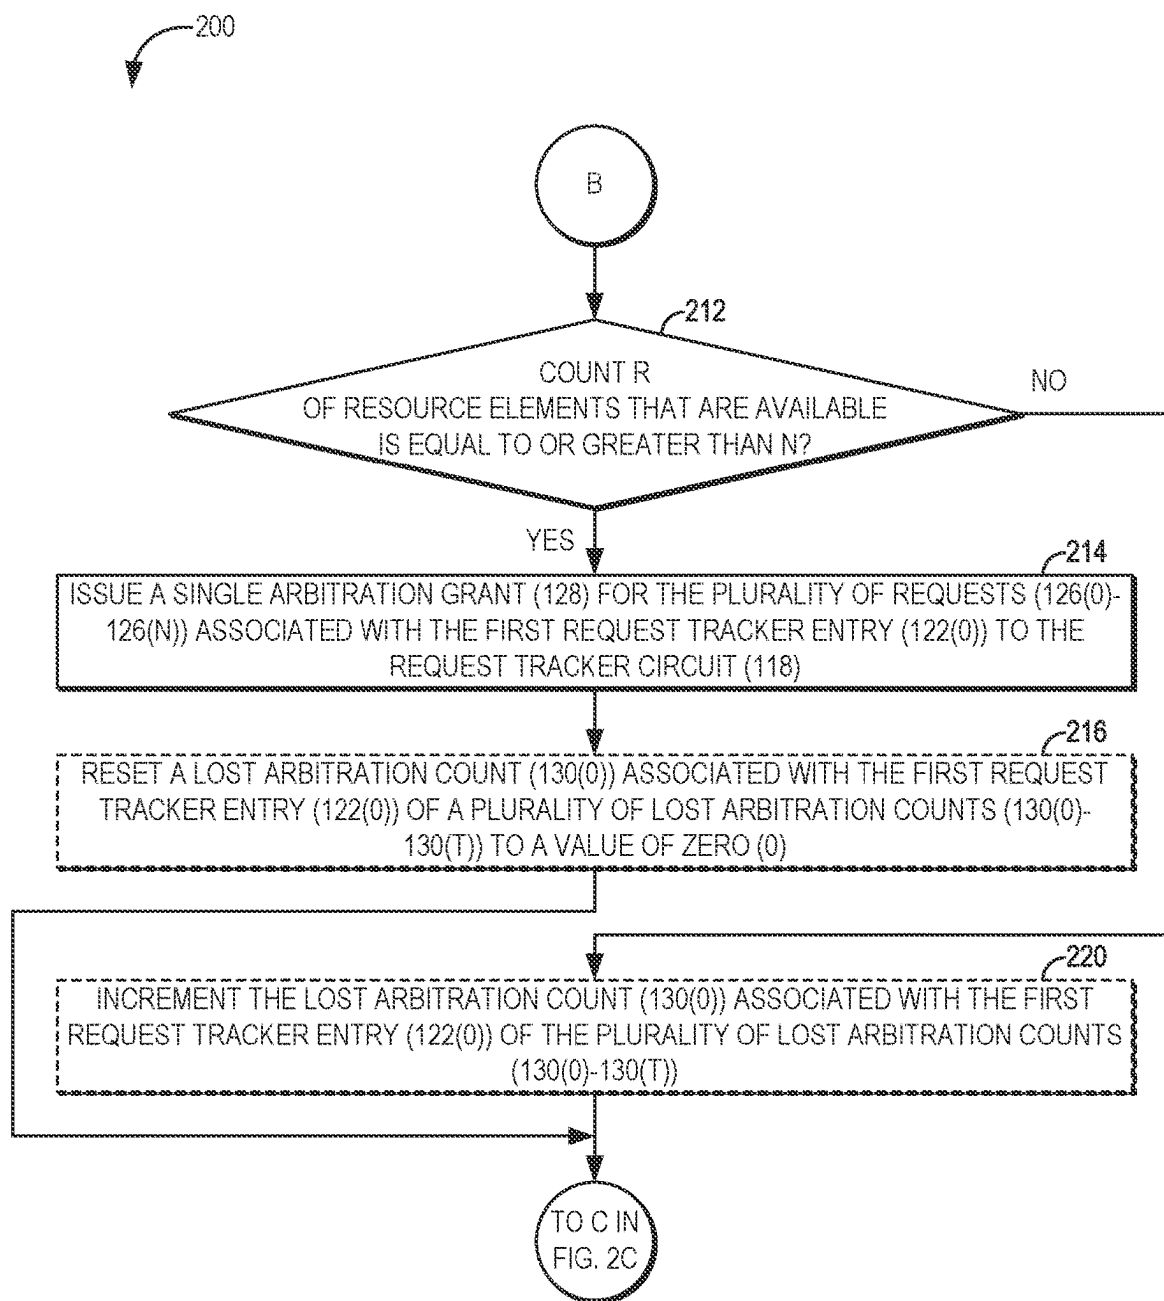 200
B
212
COUNT R
OF RESOURCE ELEMENTS THAT ARE AVAILABLE
IS EQUAL TO OR GREATER THAN N?
NO
YES
214
ISSUE A SINGLE ARBITRATION GRANT (128) FOR THE PLURALITY OF REQUESTS (126(0)-
126(N)) ASSOCIATED WITH THE FIRST REQUEST TRACKER ENTRY (122(0)) TO THE
REQUEST TRACKER CIRCUIT (118)
216
RESET A LOST ARBITRATION COUNT (130(0)) ASSOCIATED WITH THE FIRST REQUEST
TRACKER ENTRY (122(0)) OF A PLURALITY OF LOST ARBITRATION COUNTS (130(0)-
130(T)) TO A VALUE OF ZERO (0)
220
INCREMENT THE LOST ARBITRATION COUNT (130(0)) ASSOCIATED WITH THE FIRST
REQUEST TRACKER ENTRY (122(0)) OF THE PLURALITY OF LOST ARBITRATION COUNTS
(130(0)-130(T))
TO C IN
FIG. 2C